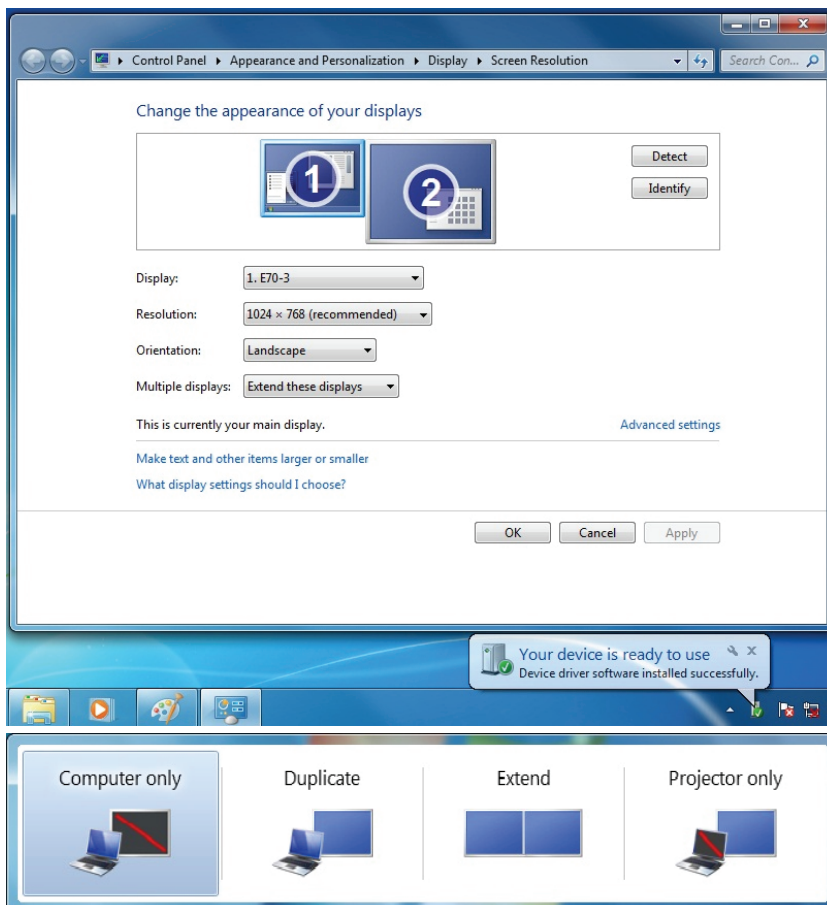 Control Panel ▸ Appearance and Personalization ▸ Display ▸ Screen Resolution
Search Con...
Change the appearance of your displays
1
2
Detect
Identify
Display: 1. E70-3
Resolution: 1024 × 768 (recommended)
Orientation: Landscape
Multiple displays: Extend these displays
This is currently your main display. Advanced settings
Make text and other items larger or smaller
What display settings should I choose?
OK Cancel Apply
Your device is ready to use
Device driver software installed successfully.
Computer only Duplicate Extend Projector only